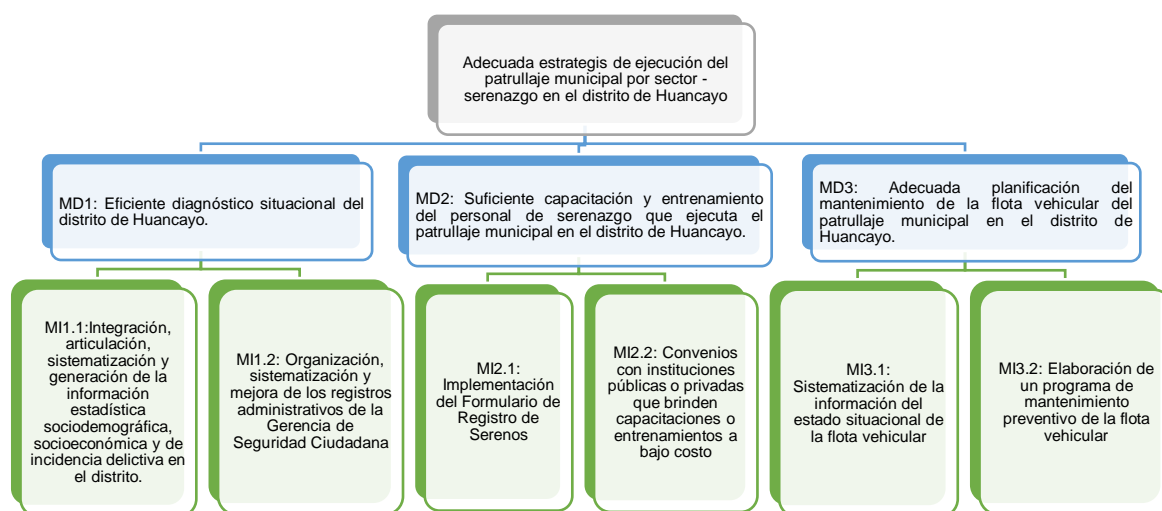 Adecuada estrategis de ejecución del
patrullaje municipal por sector -
serenazgo en el distrito de Huancayo
MD1: Eficiente diagnóstico situacional del
distrito de Huancayo.
MD2: Suficiente capacitación y entrenamiento
del personal de serenazgo que ejecuta el
patrullaje municipal en el distrito de Huancayo.
MD3: Adecuada planificación del
mantenimiento de la flota vehicular del
patrullaje municipal en el distrito de
Huancayo.
MI1.1:Integración,
articulación,
sistematización y
generación de la
información
estadística
sociodemográfica,
socioeconómica y de
incidencia delictiva en
el distrito.
MI1.2: Organización,
sistematización y
mejora de los registros
administrativos de la
Gerencia de
Seguridad Ciudadana
MI2.1:
Implementación
del Formulario de
Registro de
Serenos
MI2.2: Convenios
con instituciones
públicas o privadas
que brinden
capacitaciones o
entrenamientos a
bajo costo
MI3.1:
Sistematización de la
información del
estado situacional de
la flota vehicular
MI3.2: Elaboración de
un programa de
mantenimiento
preventivo de la flota
vehicular